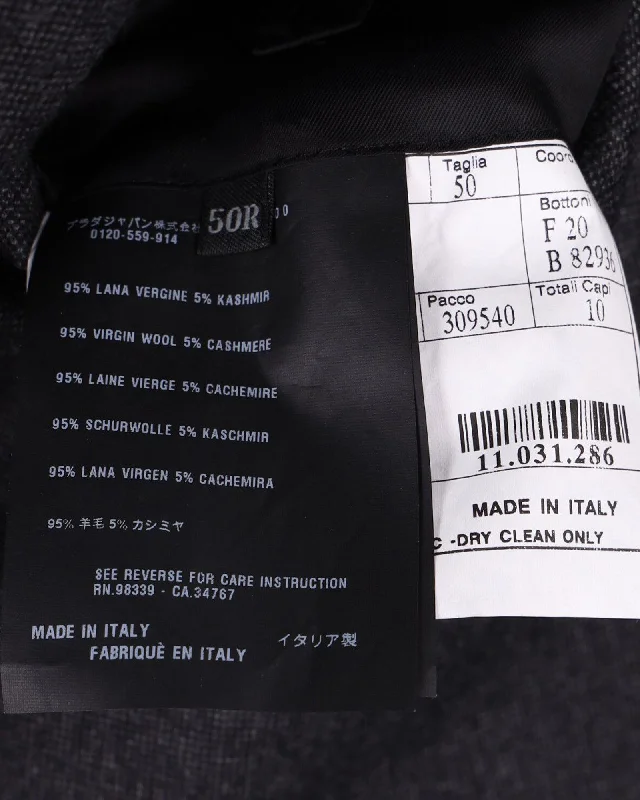 プラダジャパン株式会社
0120-559-914
50R
95% LANA VERGINE 5% KASHMIR
95% VIRGIN WOOL 5% CASHMERE
95% LAINE VIERGE 5% CACHEMIRE
95% SCHURWOLLE 5% KASCHMIR
95% LANA VIRGEN 5% CACHEMIRA
95% 羊毛 5% カシミヤ
SEE REVERSE FOR CARE INSTRUCTION
RN.98339 - CA.34767
MADE IN ITALY
FABRIQUÈ EN ITALY
イタリア製
Taglia
50
Bottoni
F 20
B 82936
Pacco
309540
Totali Capi
10
11.031.286
MADE IN ITALY
-DRY CLEAN ONLY